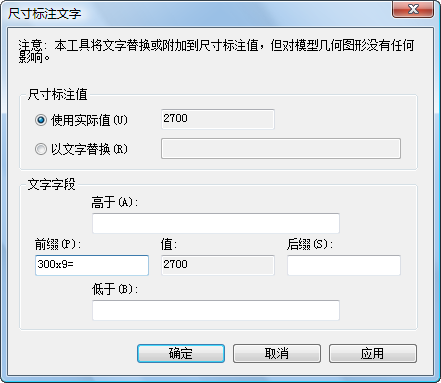 尺寸标注文字
注意: 本工具将文字替换或附加到尺寸标注值，但对模型几何图形没有任何
影响。
尺寸标注值
使用实际值(U)
2700
以文字替换(R)
文字字段
高于(A):
前缀(P): 值: 后缀(S):
300x9= 2700
低于(B):
确定 取消 应用